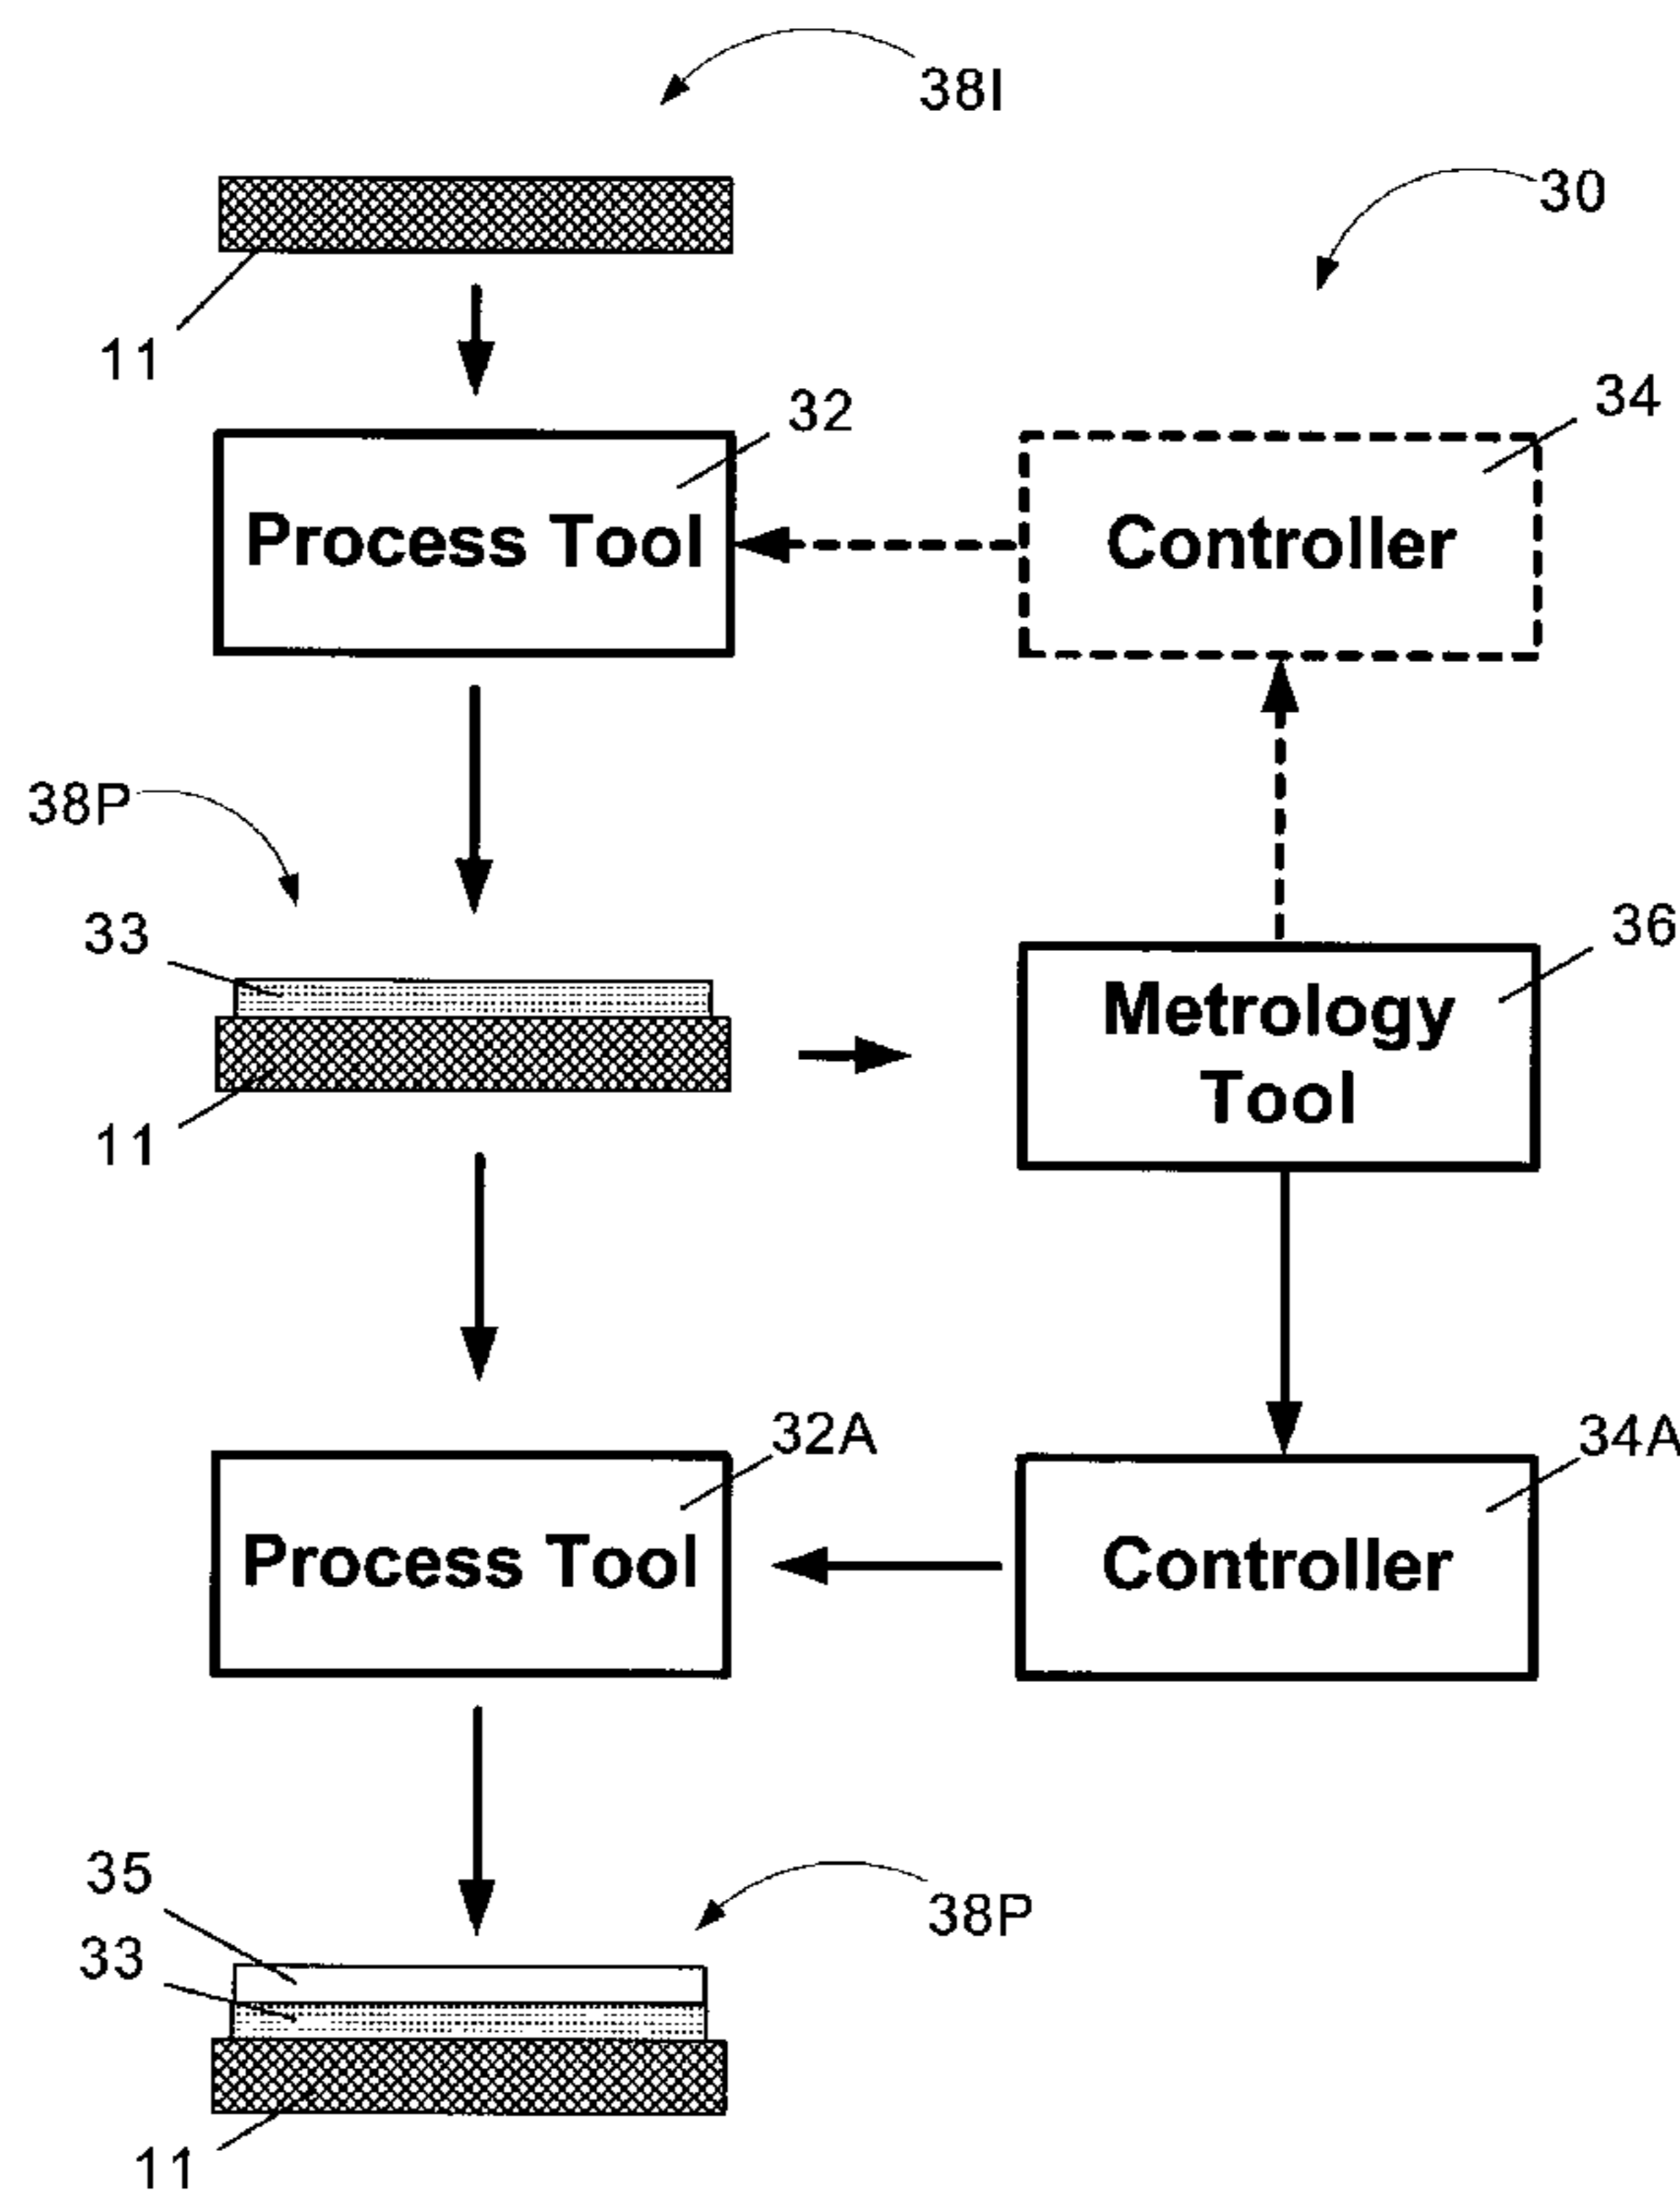 38I
30
11
32
34
Process Tool
Controller
38P
33
36
Metrology
Tool
11
32A
34A
Process Tool
Controller
35
38P
33
11